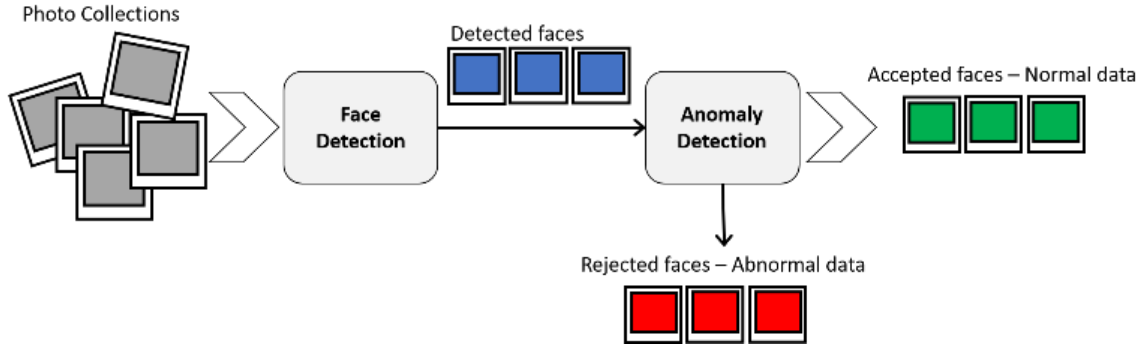 Photo Collections
Detected faces
Accepted faces – Normal data
Face
Detection
Anomaly
Detection
Rejected faces – Abnormal data